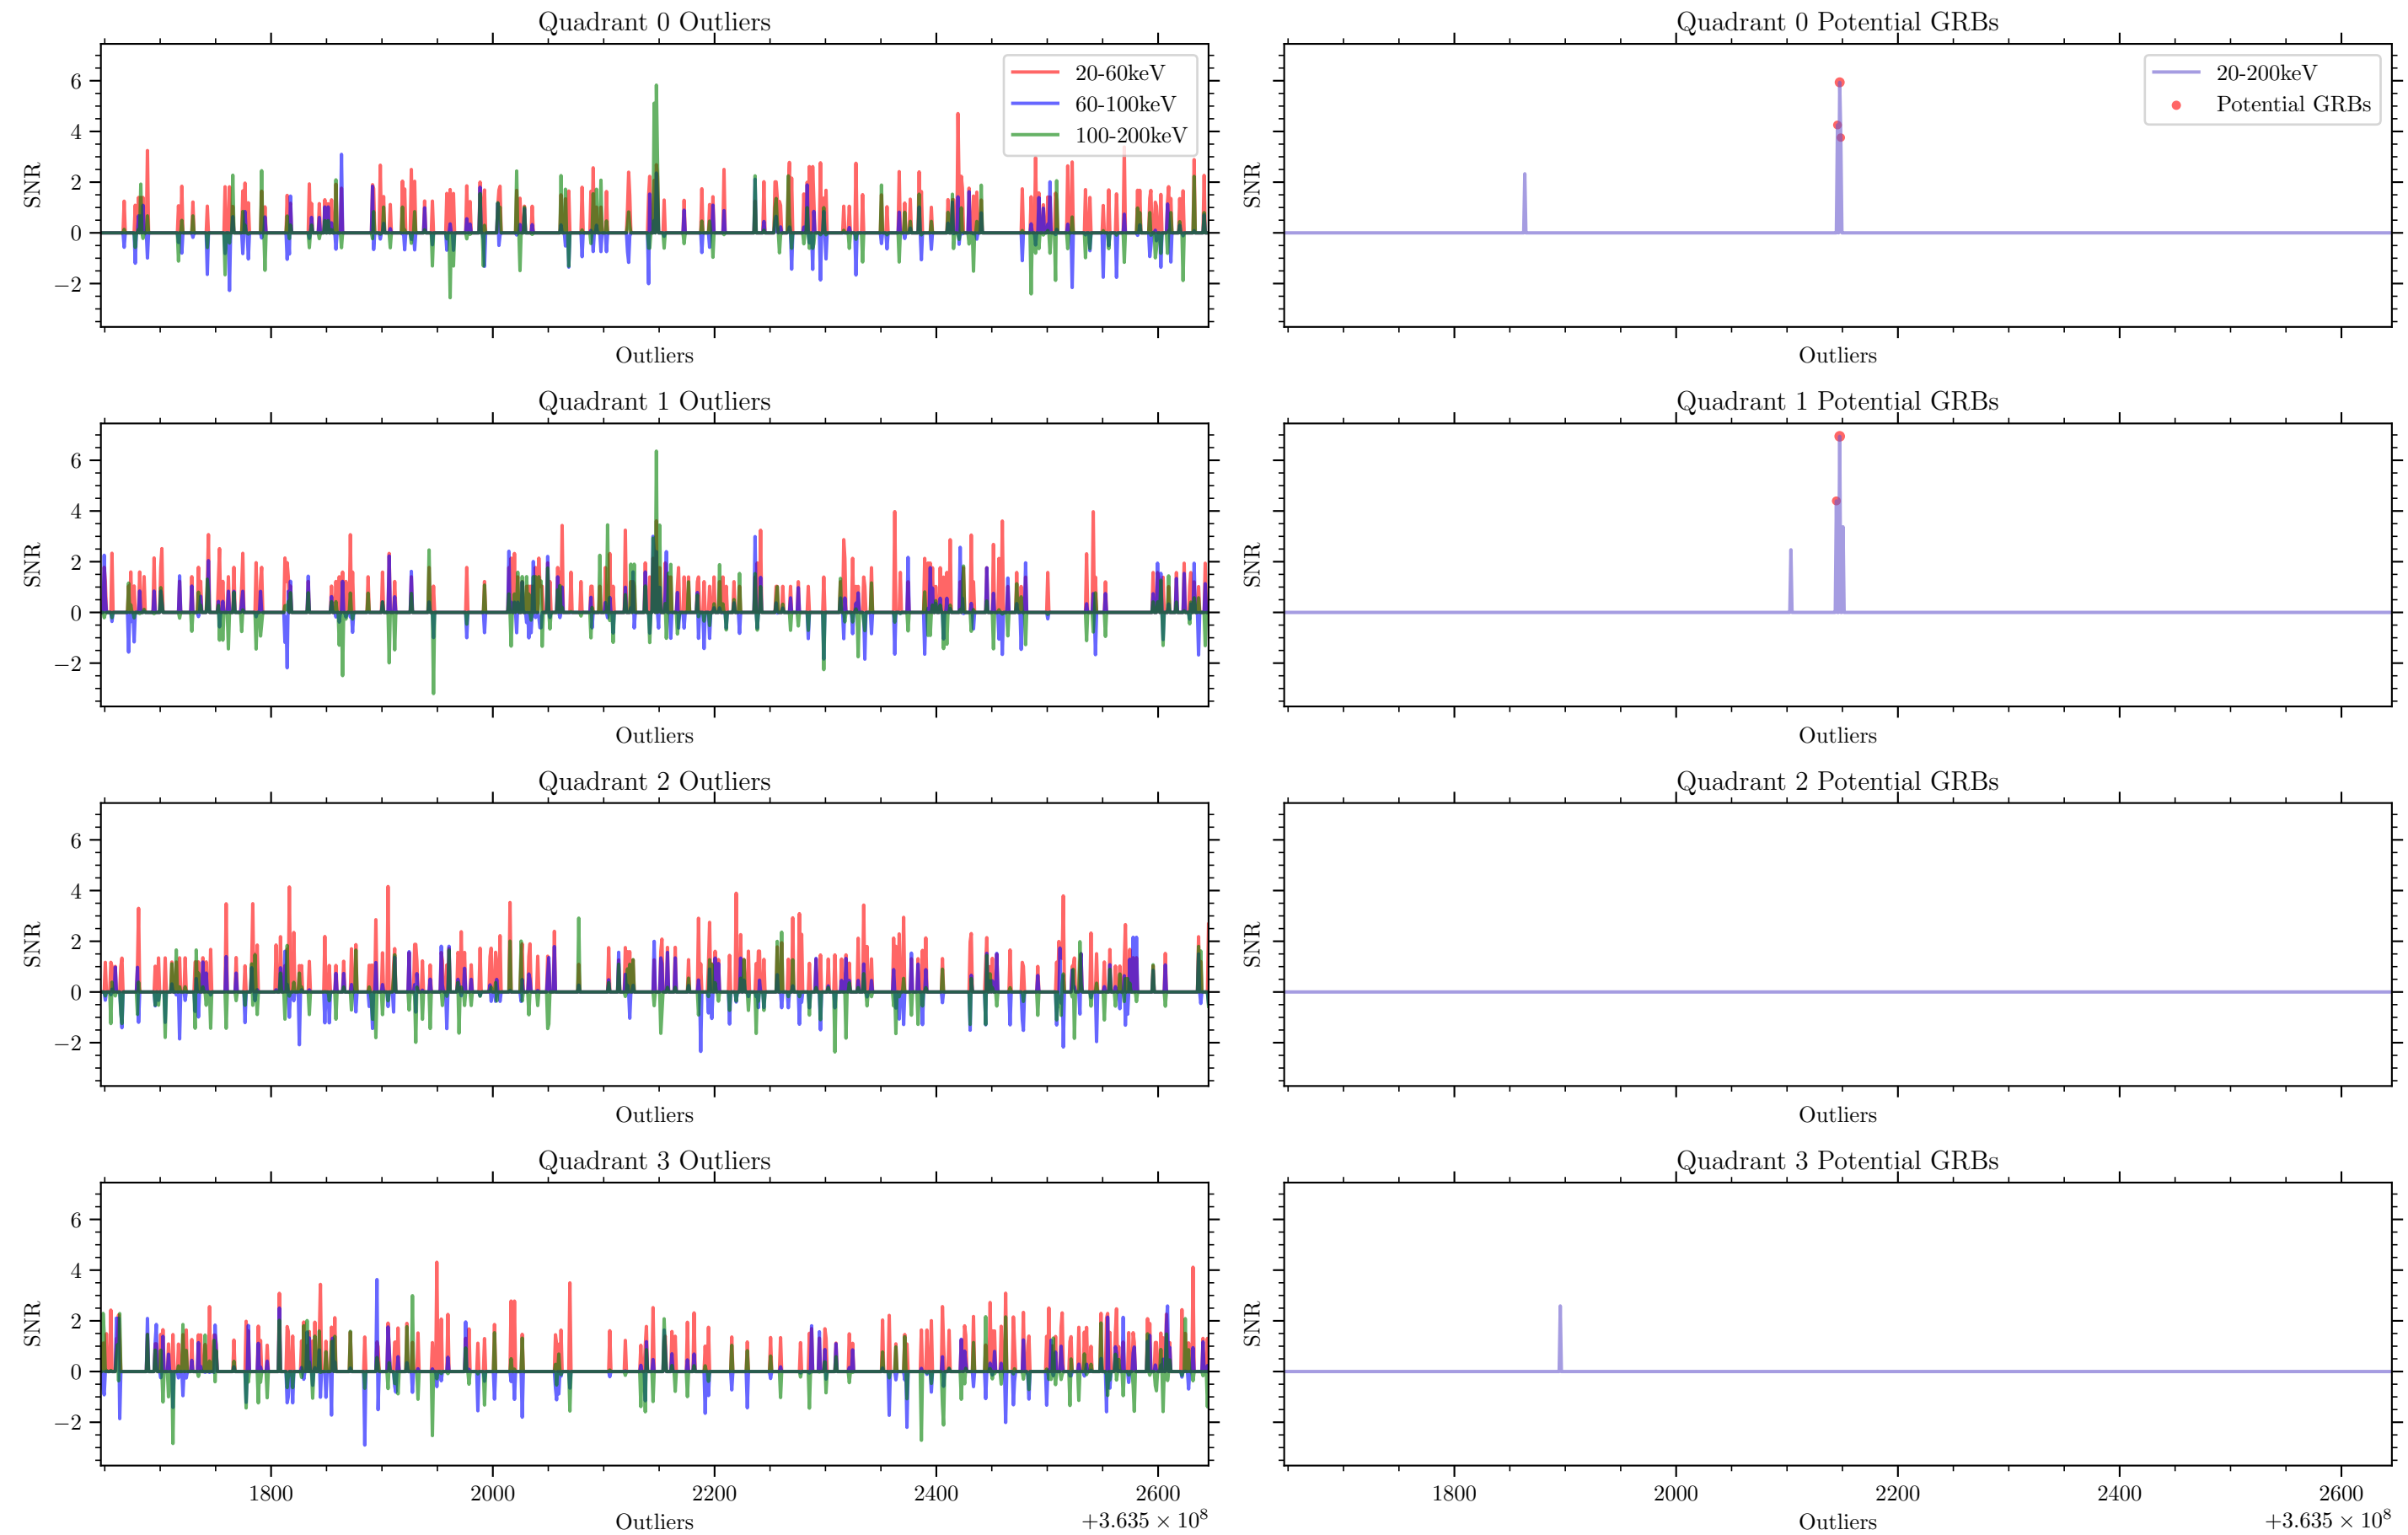 Quadrant 0 Outliers
SNR
6
4
2
0
−2
20-60keV
60-100keV
100-200keV
Outliers
Quadrant 0 Potential GRBs
SNR
20-200keV
Potential GRBs
Outliers
Quadrant 1 Outliers
SNR
6
4
2
0
−2
Outliers
Quadrant 1 Potential GRBs
SNR
Outliers
Quadrant 2 Outliers
SNR
6
4
2
0
−2
Outliers
Quadrant 2 Potential GRBs
SNR
Outliers
Quadrant 3 Outliers
SNR
6
4
2
0
−2
1800 2000 2200 2400 2600
Outliers
+3.635 × 10⁸
Quadrant 3 Potential GRBs
SNR
1800 2000 2200 2400 2600
Outliers
+3.635 × 10⁸